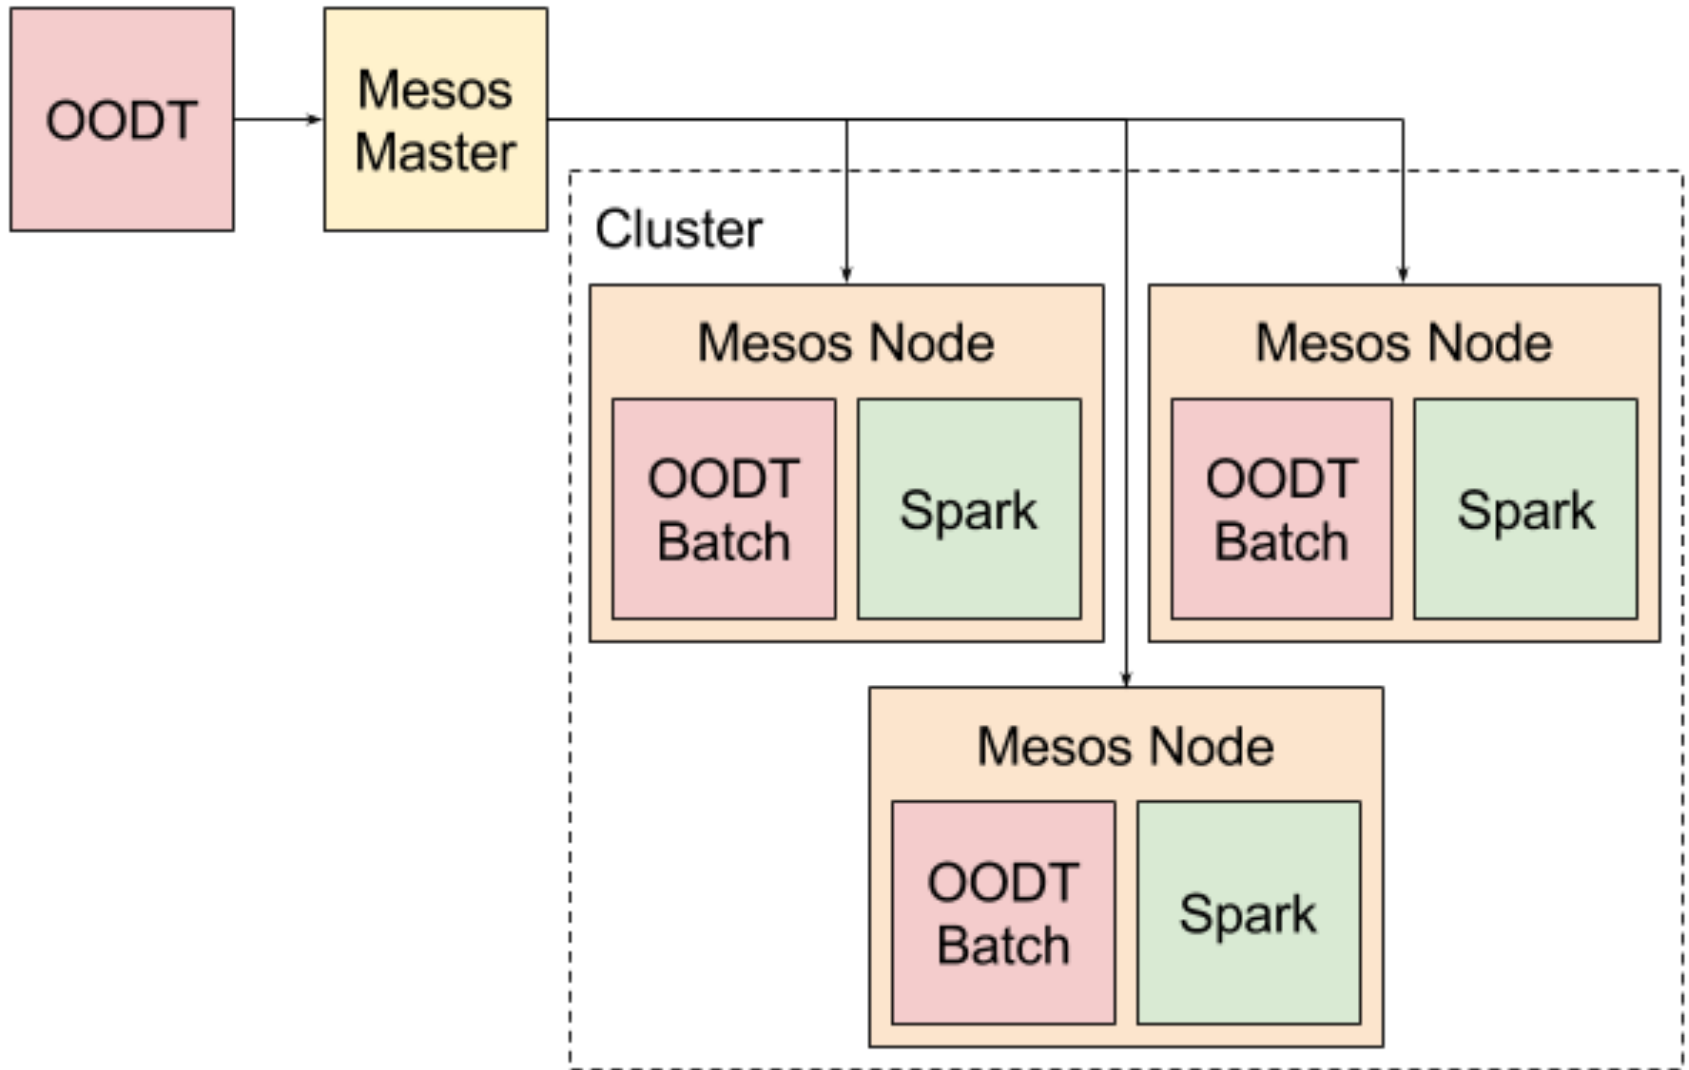 OODT
Mesos
Master
Cluster
Mesos Node
OODT
Batch
Spark
Mesos Node
OODT
Batch
Spark
Mesos Node
OODT
Batch
Spark